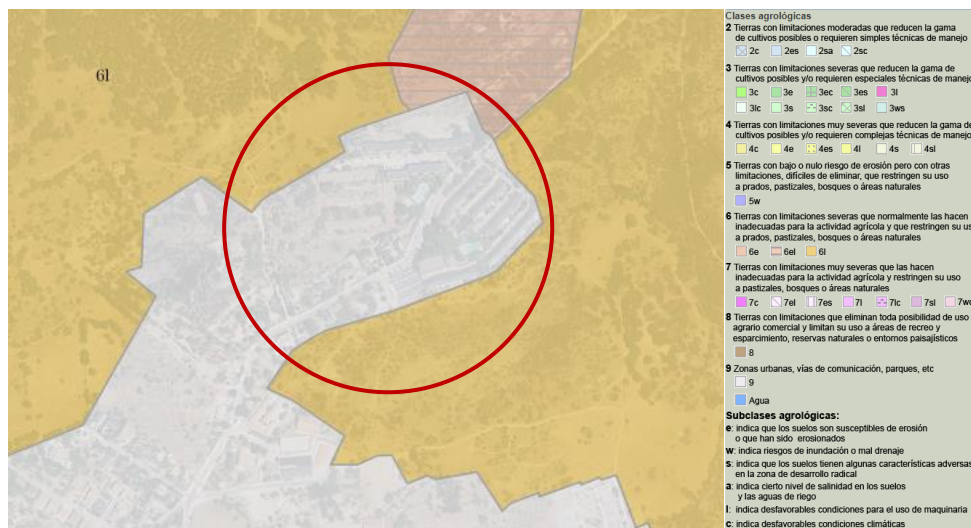 6l
Clases agrológicas
2 Tierras con limitaciones moderadas que reducen la gama
de cultivos posibles o requieren simples técnicas de manejo
2c 2es 2sa 2sc
3 Tierras con limitaciones severas que reducen la gama de
cultivos posibles y/o requieren especiales técnicas de manejo
3c 3e 3ec 3es 3l
3lc 3s 3sc 3sl 3ws
4 Tierras con limitaciones muy severas que reducen la gama de
cultivos posibles y/o requieren complejas técnicas de manejo
4c 4e 4es 4l 4s 4sl
5 Tierras con bajo o nulo riesgo de erosión pero con otras
limitaciones, difíciles de eliminar, que restringen su uso
a prados, pastizales, bosques o áreas naturales
5w
6 Tierras con limitaciones severas que normalmente las hacen
inadecuadas para la actividad agrícola y que restringen su us
a prados, pastizales, bosques o áreas naturales
6e 6el 6l
7 Tierras con limitaciones muy severas que las hacen
inadecuadas para la actividad agrícola y restringen su uso
a pastizales, bosques o áreas naturales
7c 7el 7es 7l 7lc 7sl 7wc
8 Tierras con limitaciones que eliminan toda posibilidad de uso
agrario comercial y limitan su uso a áreas de recreo y
esparcimiento, reservas naturales o entornos paisajísticos
8
9 Zonas urbanas, vías de comunicación, parques, etc
9
Agua
Subclases agrológicas:
e: indica que los suelos son susceptibles de erosión
o que han sido erosionados
w: indica riesgos de inundación o mal drenaje
s: indica que los suelos tienen algunas características adversas
en la zona de desarrollo radical
a: indica cierto nivel de salinidad en los suelos
y las aguas de riego
l: indica desfavorables condiciones para el uso de maquinaria
c: indica desfavorables condiciones climáticas